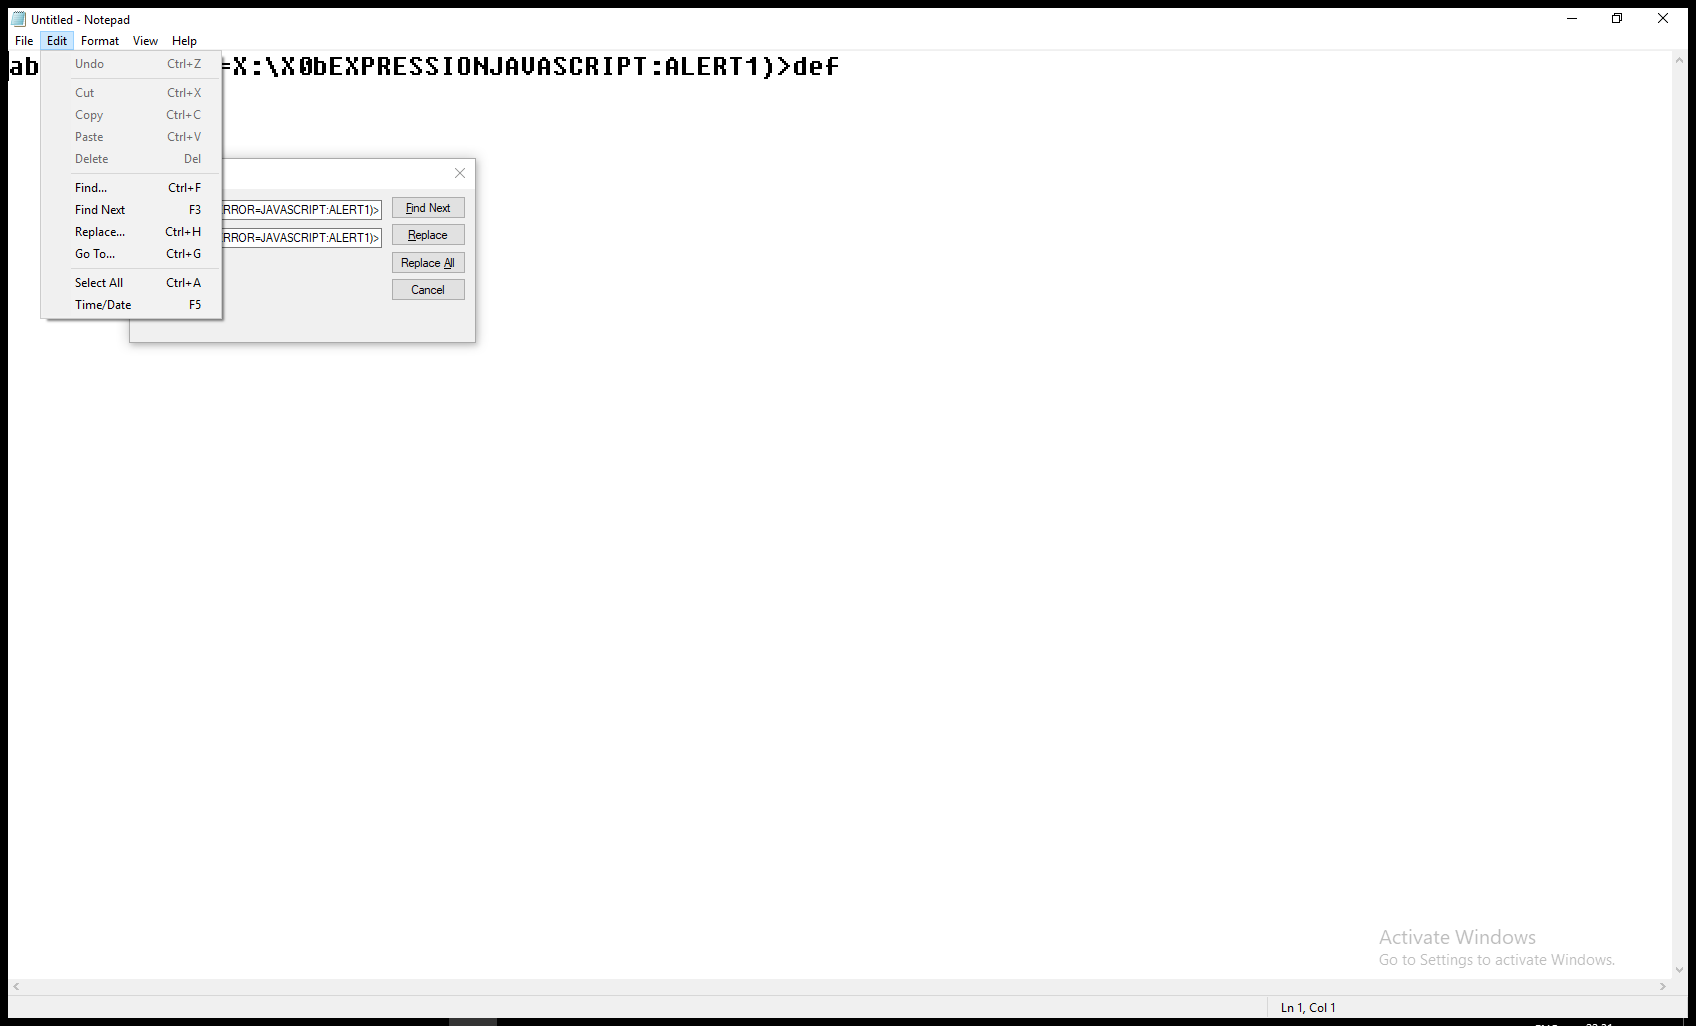 Untitled - Notepad
File Edit Format View Help
ab
=X:\X0bEXPRESSIONJAVASCRIPT:ALERT1)>def
Undo Ctrl+Z
Cut Ctrl+X
Copy Ctrl+C
Paste Ctrl+V
Delete Del
Find... Ctrl+F
Find Next F3
Replace... Ctrl+H
Go To... Ctrl+G
Select All Ctrl+A
Time/Date F5
RROR=JAVASCRIPT:ALERT1)>
RROR=JAVASCRIPT:ALERT1)>
Find Next
Replace
Replace All
Cancel
Activate Windows
Go to Settings to activate Windows.
Ln 1, Col 1